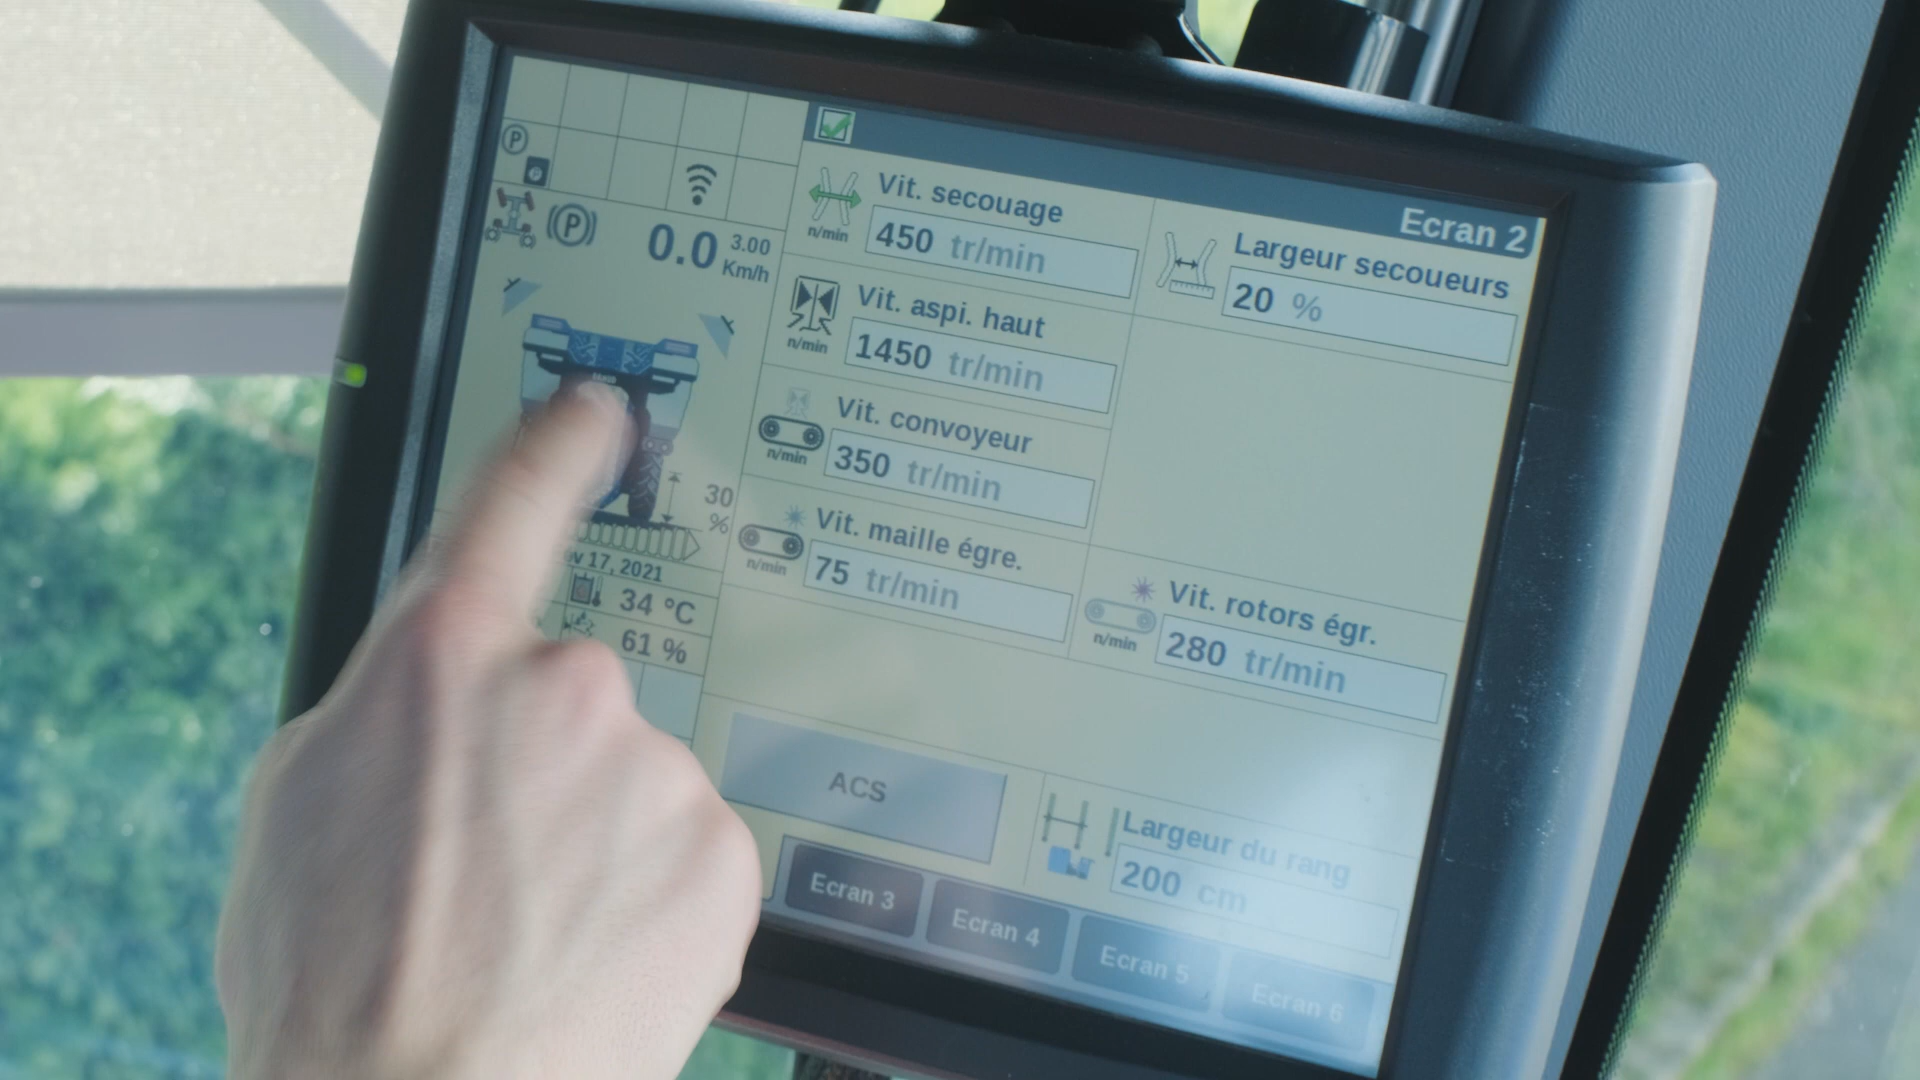 P
P
P
0.0 3.00
Km/h
30
%
17, 2021
34 °C
61 %
Ecran 2
Vit. secouage
n/min
450 tr/min
Largeur secoueurs
20 %
Vit. aspi. haut
n/min
1450 tr/min
Vit. convoyeur
n/min
350 tr/min
Vit. maille égre.
n/min
75 tr/min
Vit. rotors égr.
n/min
280 tr/min
ACS
Largeur du rang
200 cm
Ecran 3
Ecran 4
Ecran 5
Ecran 6